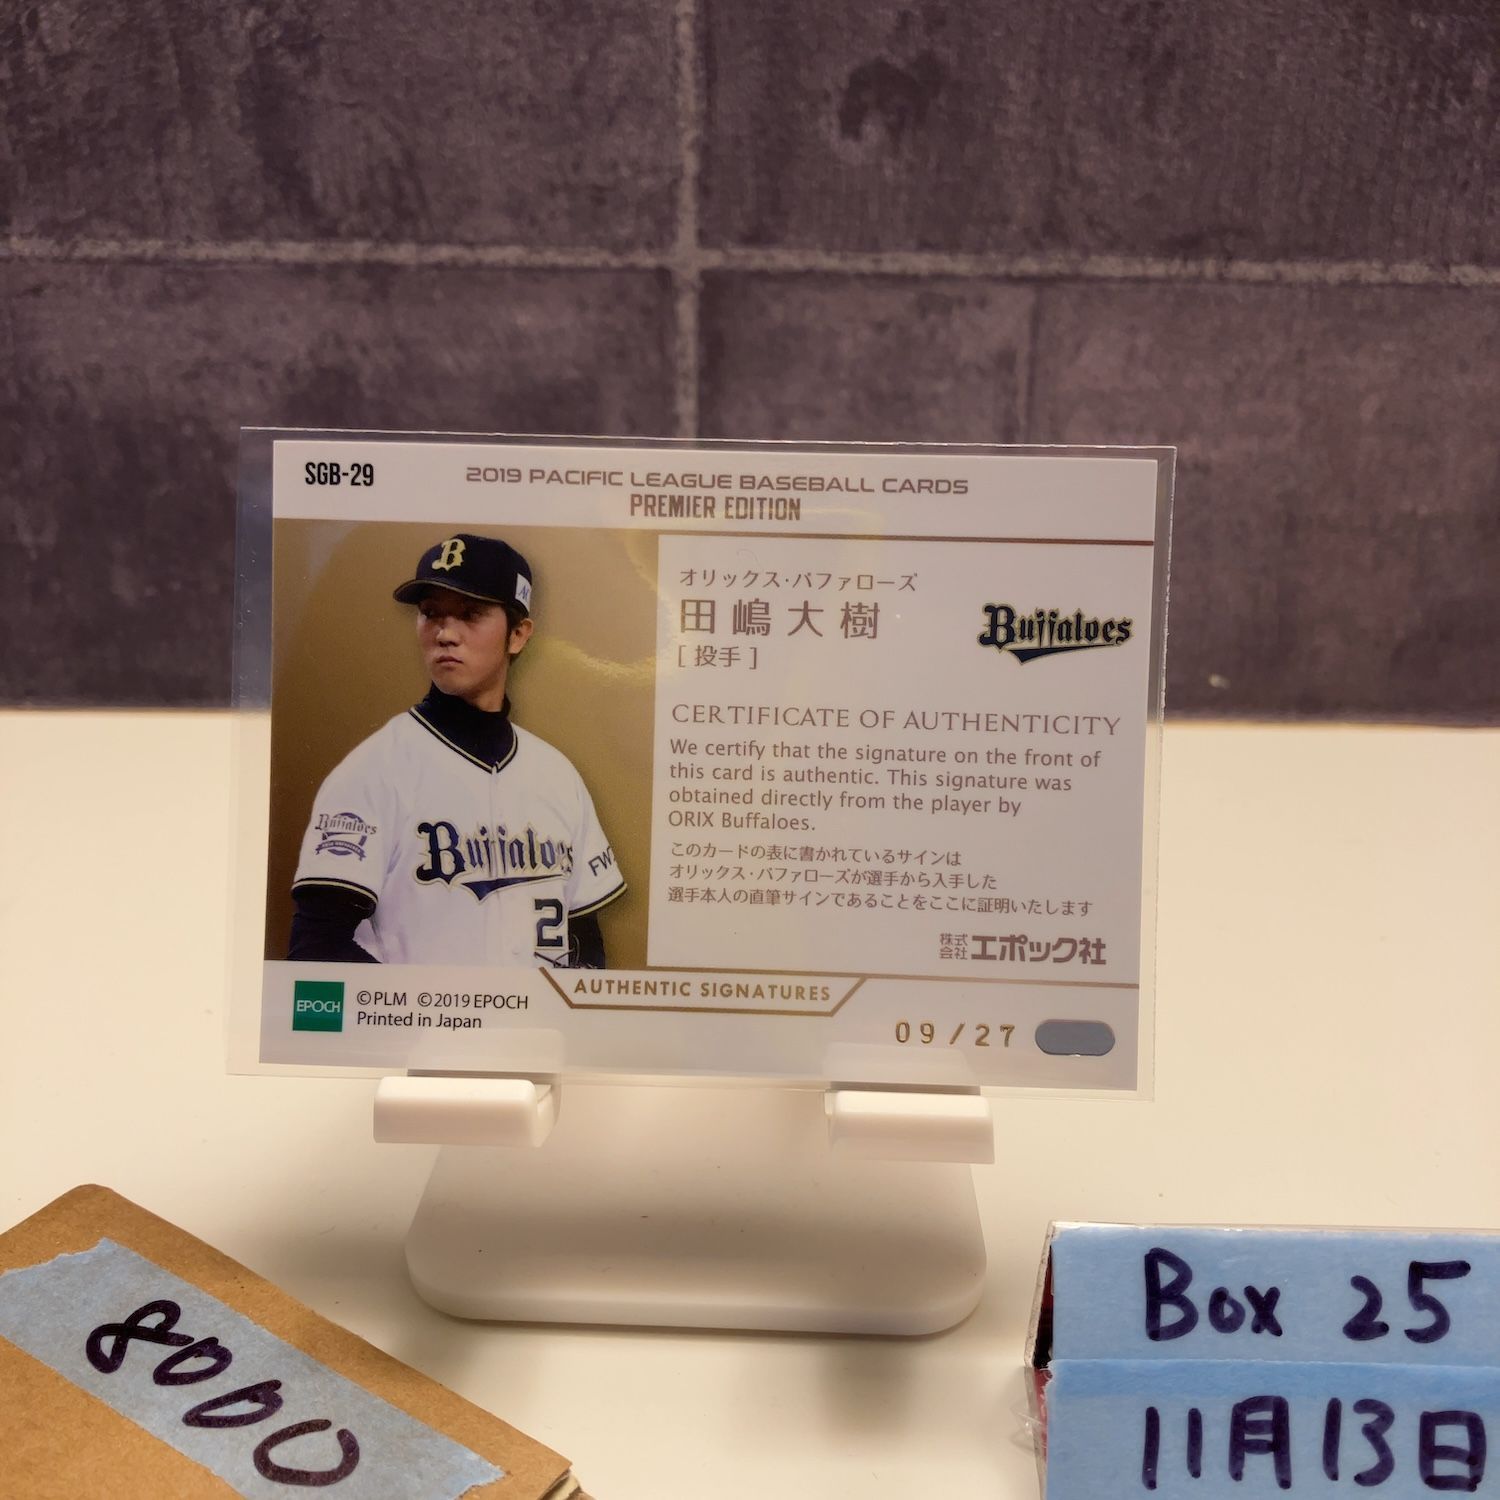 SGB-29
2019 PACIFIC LEAGUE BASEBALL CARDS
PREMIER EDITION
B
Buffaloes
Buffaloes
2
オリックス・バファローズ
田嶋大樹
[ 投手 ]
Buffaloes
CERTIFICATE OF AUTHENTICITY
We certify that the signature on the front of
this card is authentic. This signature was
obtained directly from the player by
ORIX Buffaloes.
このカードの表に書かれているサインは
オリックス・バファローズが選手から入手した
選手本人の直筆サインであることをここに証明いたします
株式会社エポック社
EPOCH
©PLM ©2019 EPOCH
Printed in Japan
AUTHENTIC SIGNATURES
09/27
8000
Box 25
11月13日